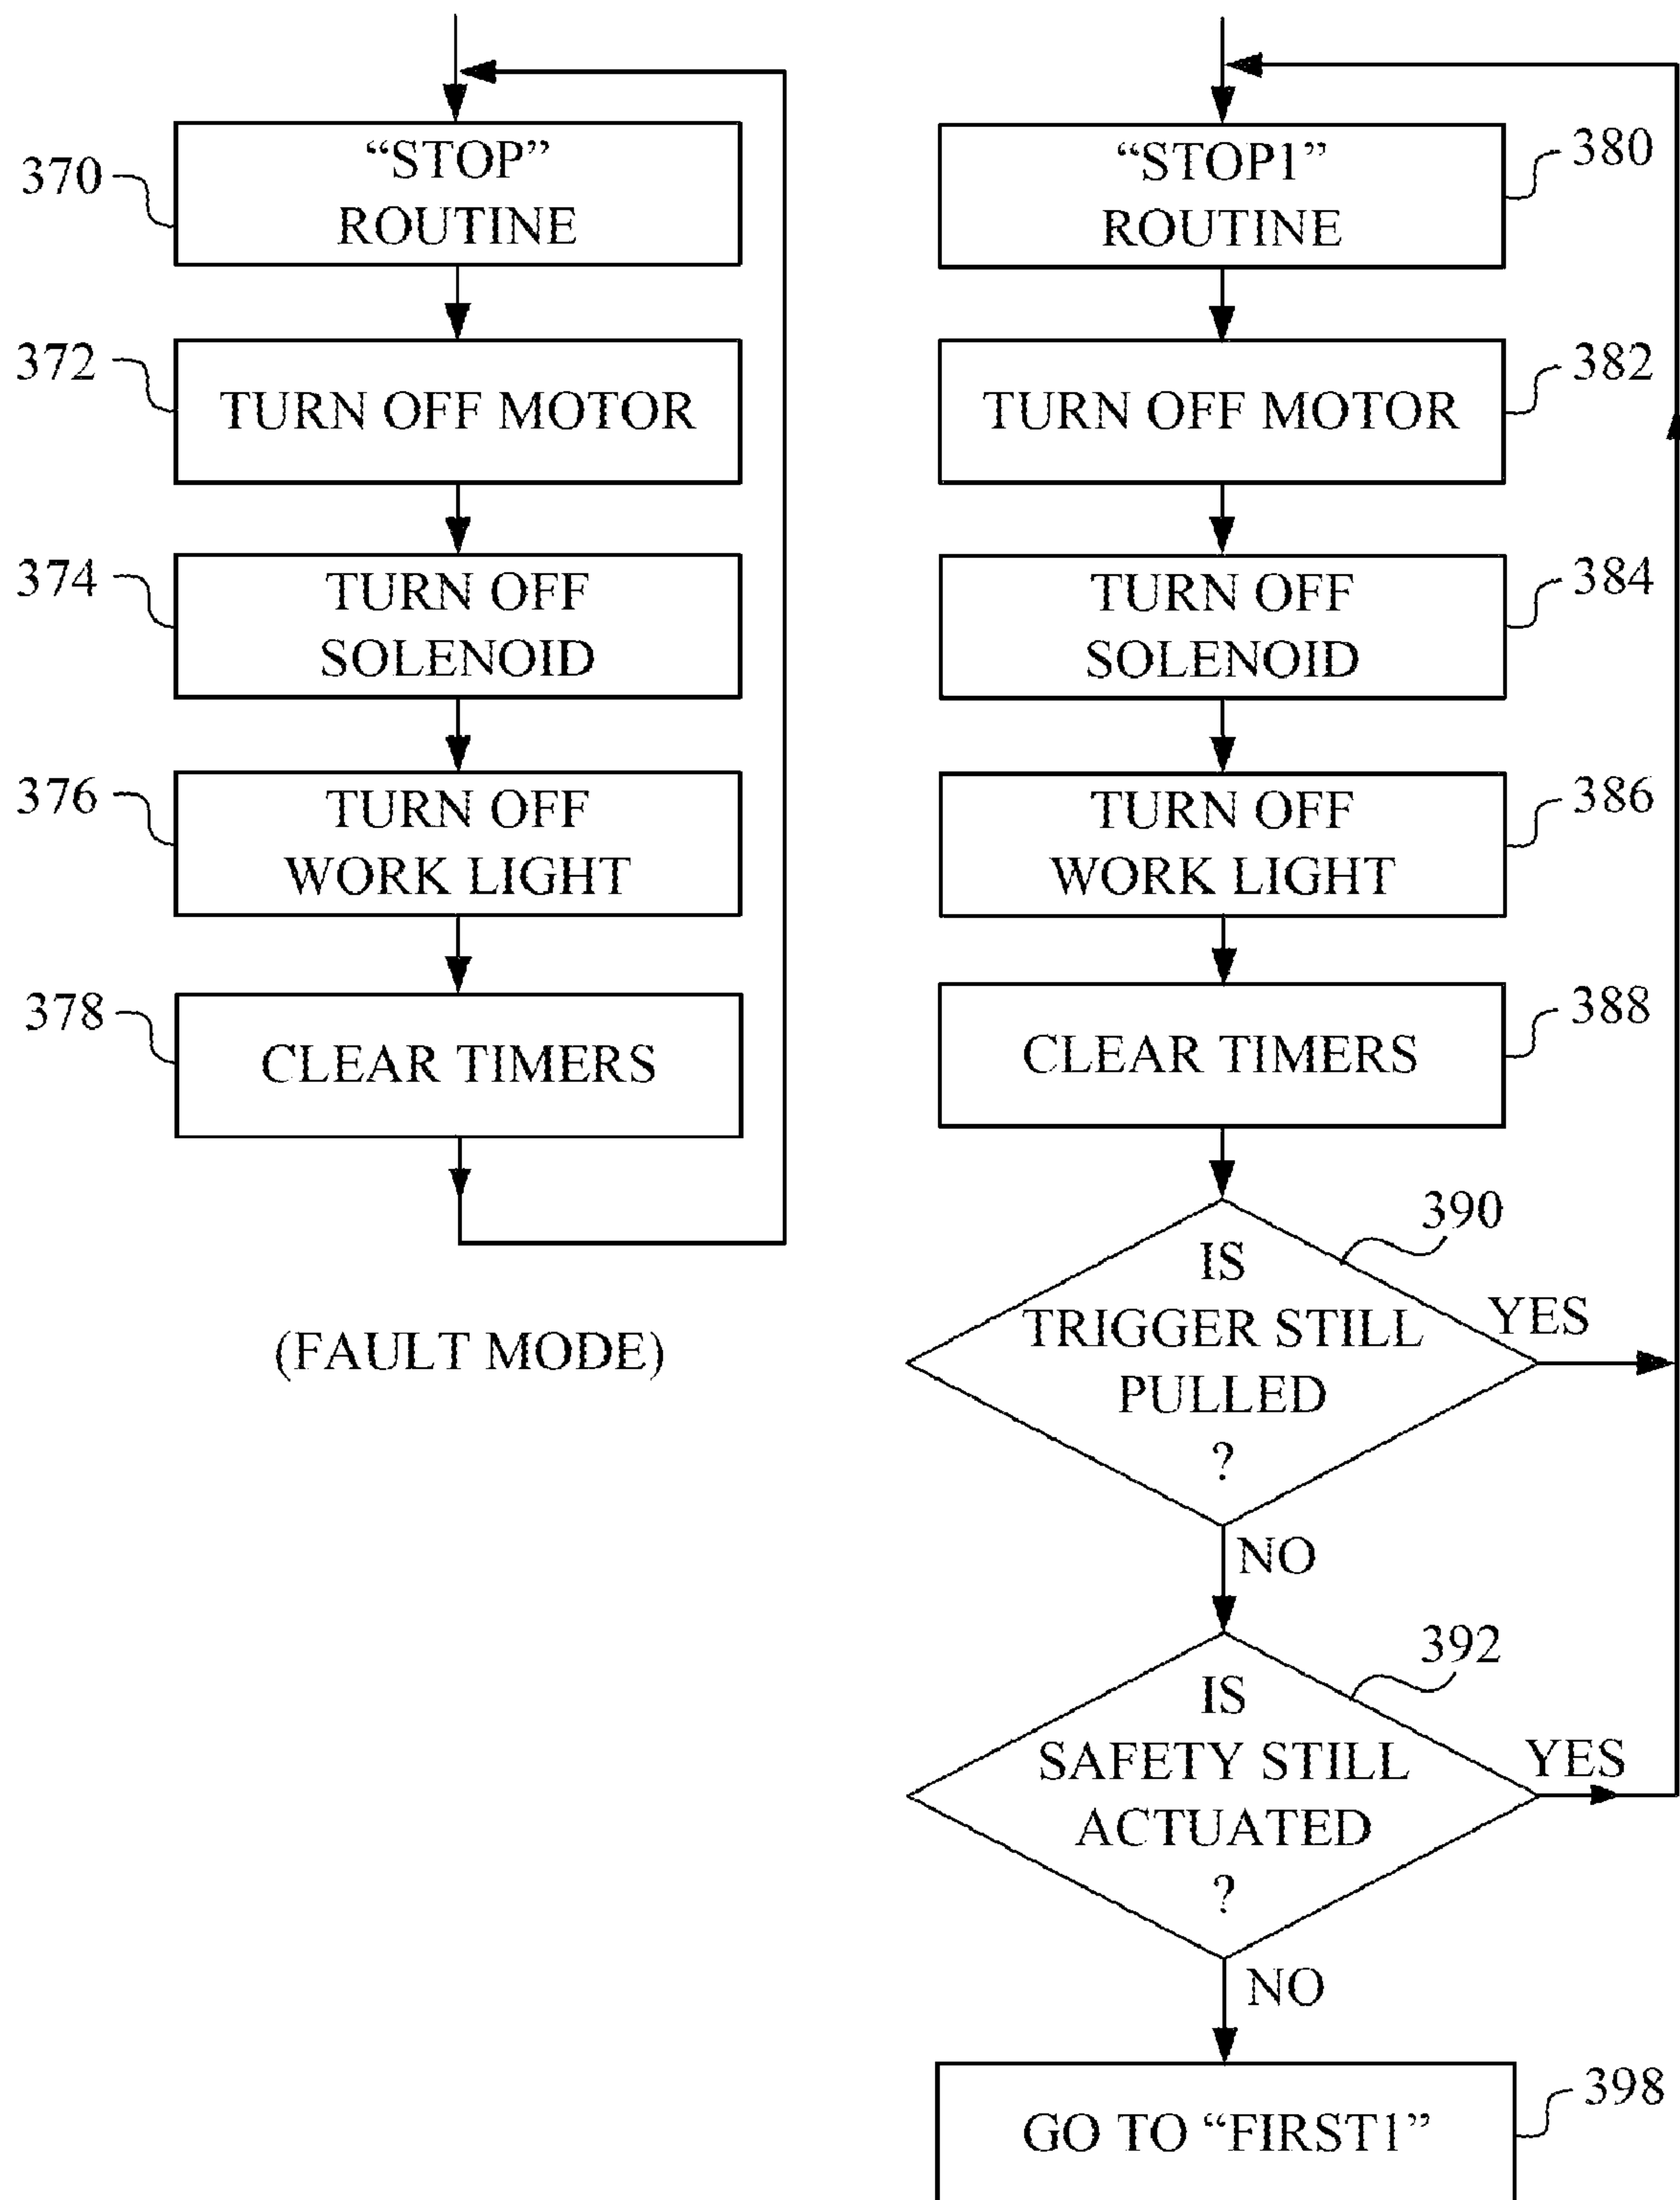 370
“STOP”
ROUTINE
372
TURN OFF MOTOR
374
TURN OFF
SOLENOID
376
TURN OFF
WORK LIGHT
378
CLEAR TIMERS
(FAULT MODE)
“STOP1”
ROUTINE
380
TURN OFF MOTOR
382
TURN OFF
SOLENOID
384
TURN OFF
WORK LIGHT
386
CLEAR TIMERS
388
390
IS
TRIGGER STILL
PULLED
?
YES
NO
392
IS
SAFETY STILL
ACTUATED
?
YES
NO
GO TO “FIRST1”
398